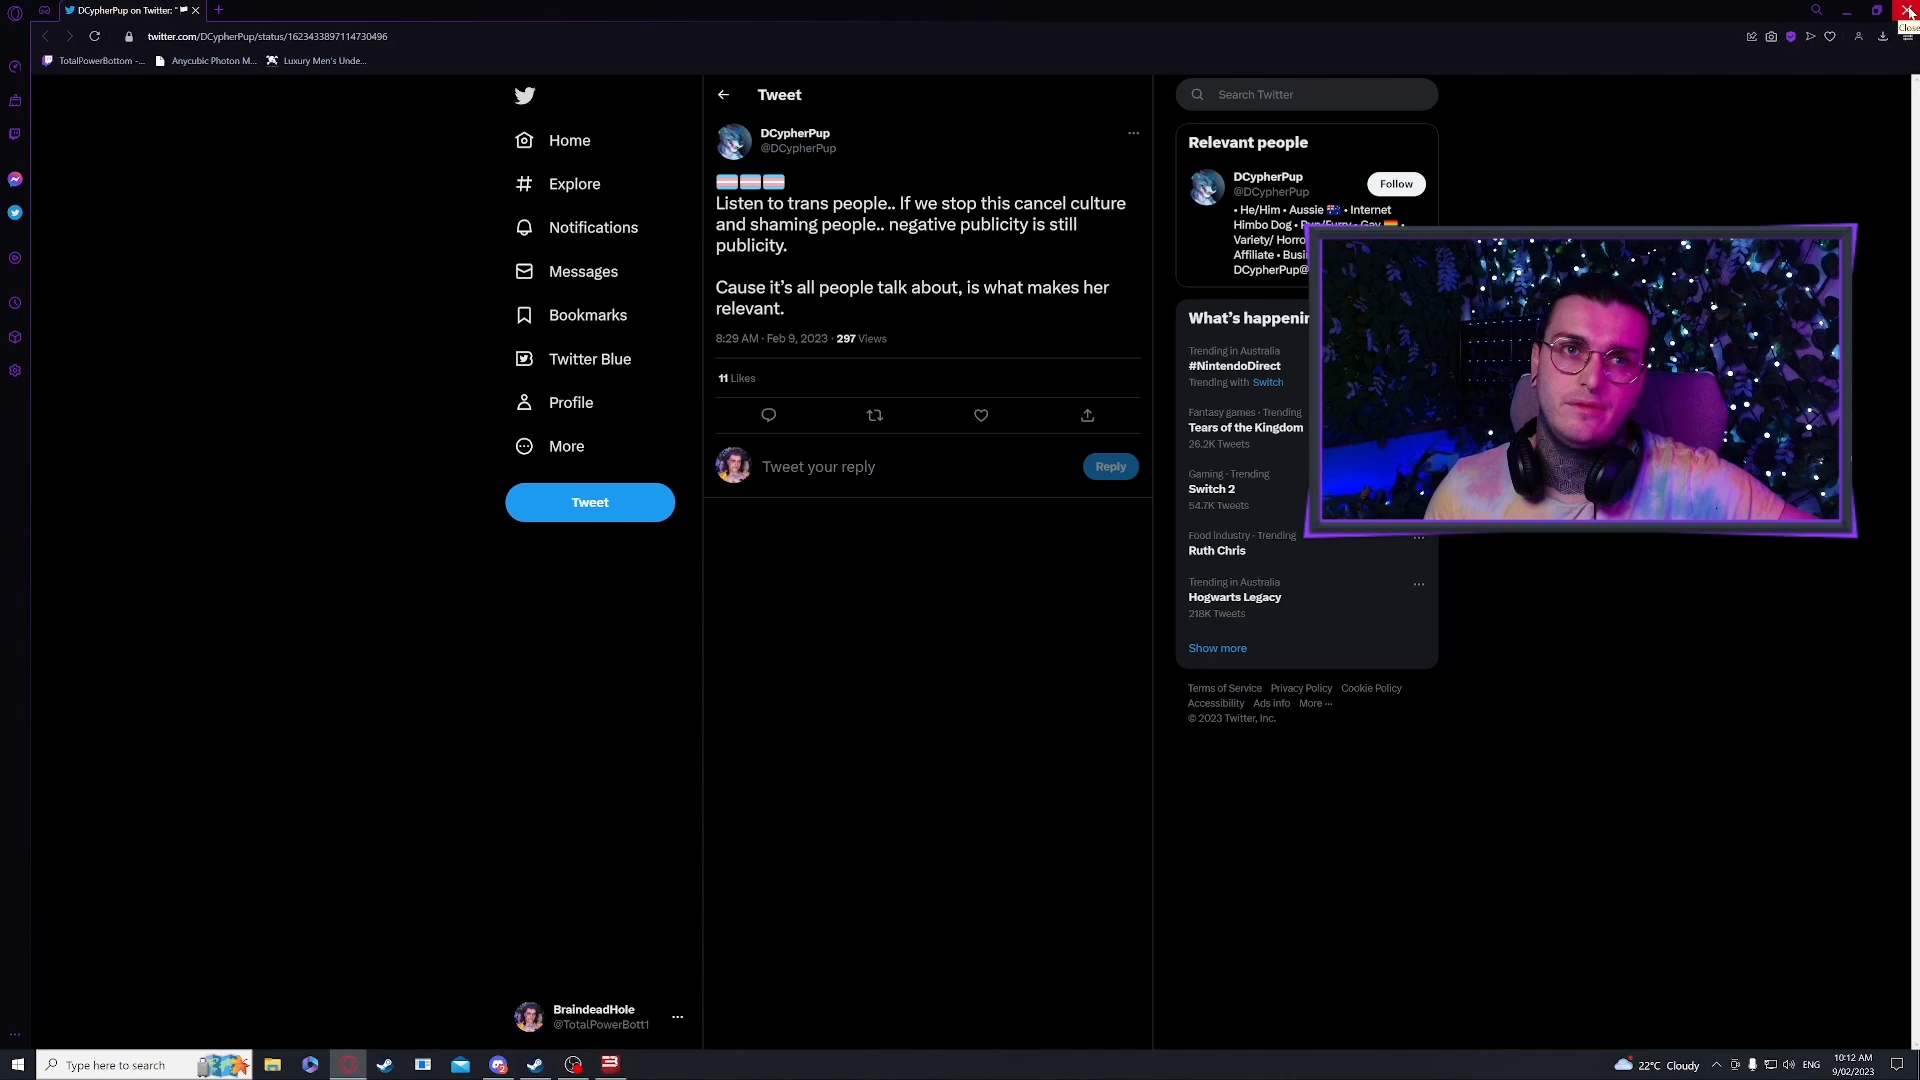 DCypherPup on Twitter: "
twitter.com/DCypherPup/status/1623433897114730496
Close
TotalPowerBottom -...
Anycubic Photon M...
Luxury Men's Unde...
Home
Explore
Notifications
Messages
Bookmarks
Twitter Blue
Profile
More
Tweet
BraindeadHole
@TotalPowerBott1
Tweet
DCypherPup
@DCypherPup
Listen to trans people.. If we stop this cancel culture
and shaming people.. negative publicity is still
publicity.
Cause it's all people talk about, is what makes her
relevant.
8:29 AM · Feb 9, 2023 · 297 Views
11 Likes
Tweet your reply
Reply
Search Twitter
Relevant people
DCypherPup
@DCypherPup
Follow
• He/Him • Aussie • Internet
Himbo Dog • Pup/Furry • Gay •
Variety/ Horro
Affiliate • Busi
DCypherPup@
What's happenin
Trending in Australia
#NintendoDirect
Trending with Switch
Fantasy games · Trending
Tears of the Kingdom
26.2K Tweets
Gaming · Trending
Switch 2
54.7K Tweets
Food industry · Trending
Ruth Chris
Trending in Australia
Hogwarts Legacy
218K Tweets
Show more
Terms of Service Privacy Policy Cookie Policy
Accessibility Ads info More ...
© 2023 Twitter, Inc.
Type here to search
22°C Cloudy
ENG
10:12 AM
9/02/2023